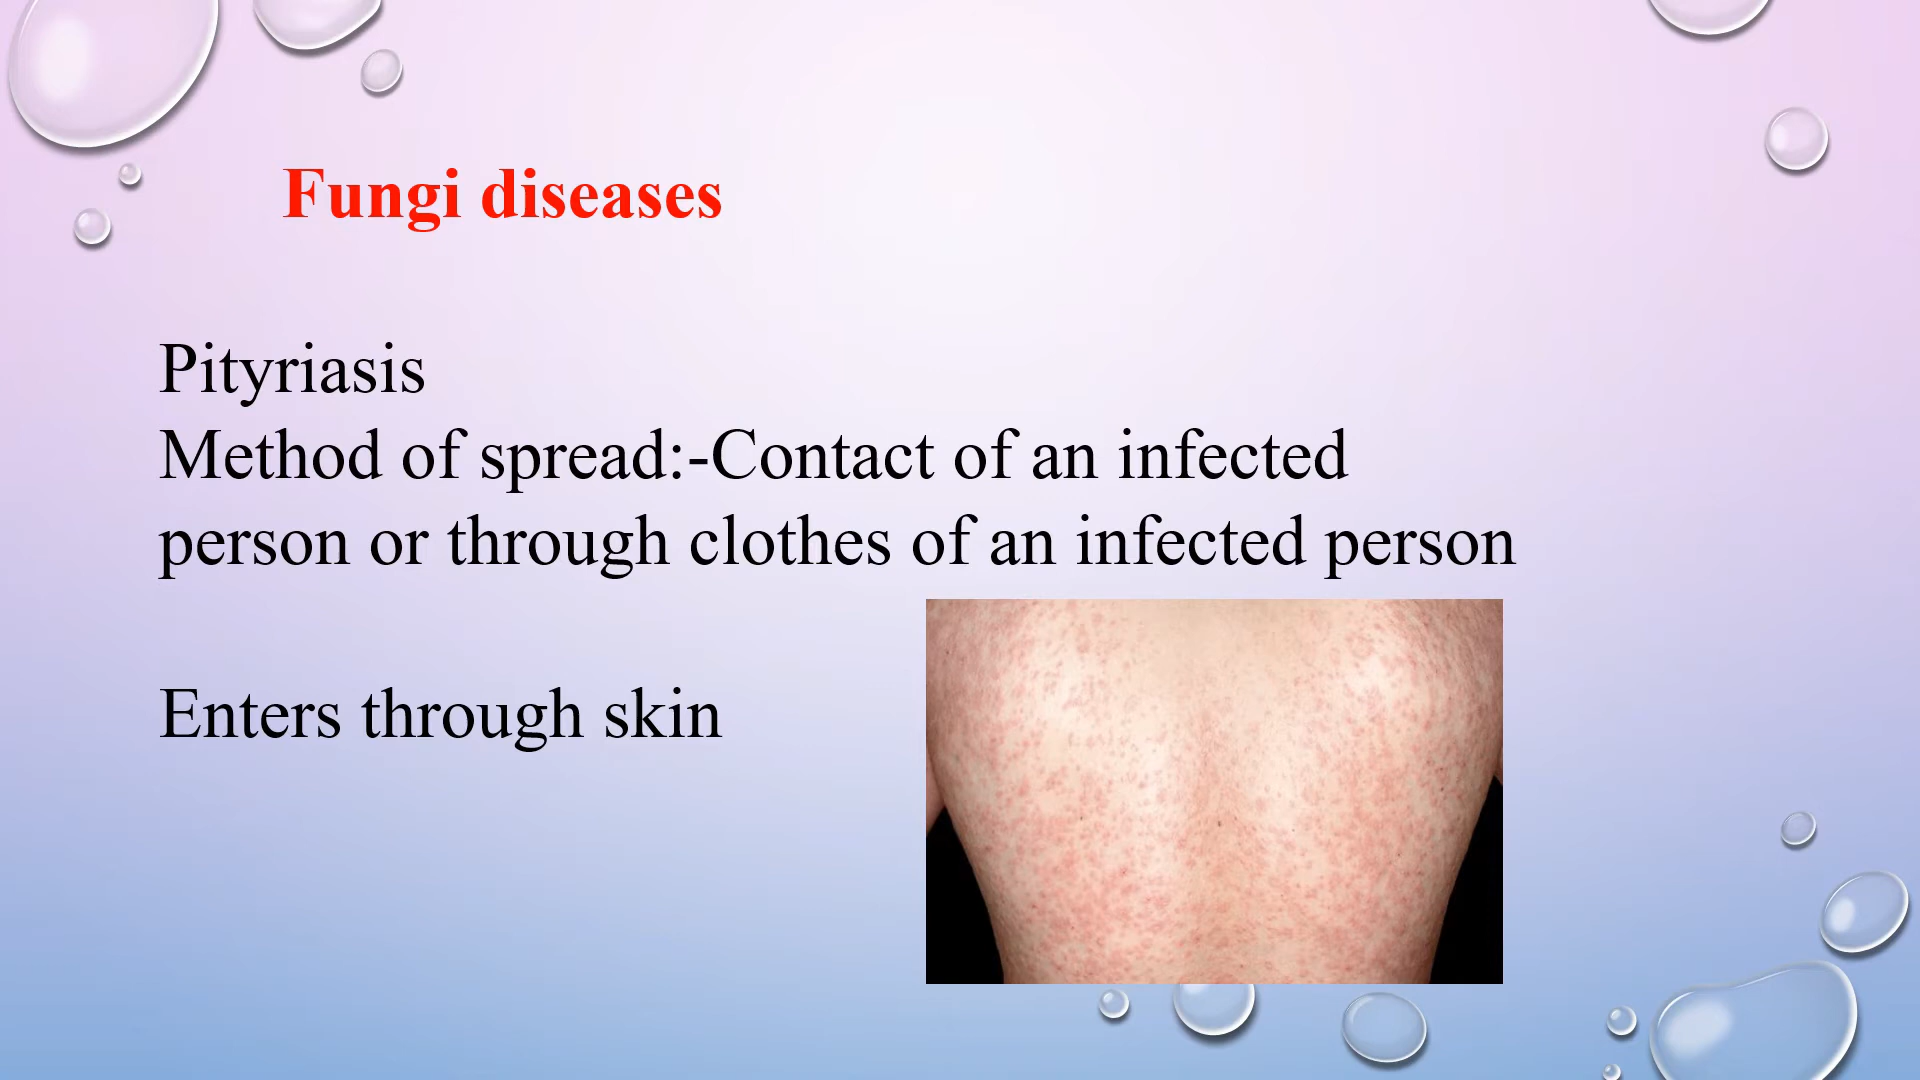 Fungi diseases
Pityriasis
Method of spread:-Contact of an infected
person or through clothes of an infected person
Enters through skin